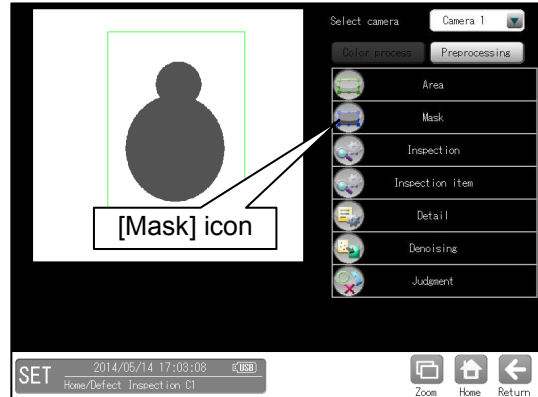 Select camera Camera 1
Color process Preprocessing
Area
Mask
Inspection
Inspection item
Detail
Denoising
Judgment
[Mask] icon
SET 2014/05/14 17:03:08 USB
Home/Defect Inspection C1
Zoom Home Return